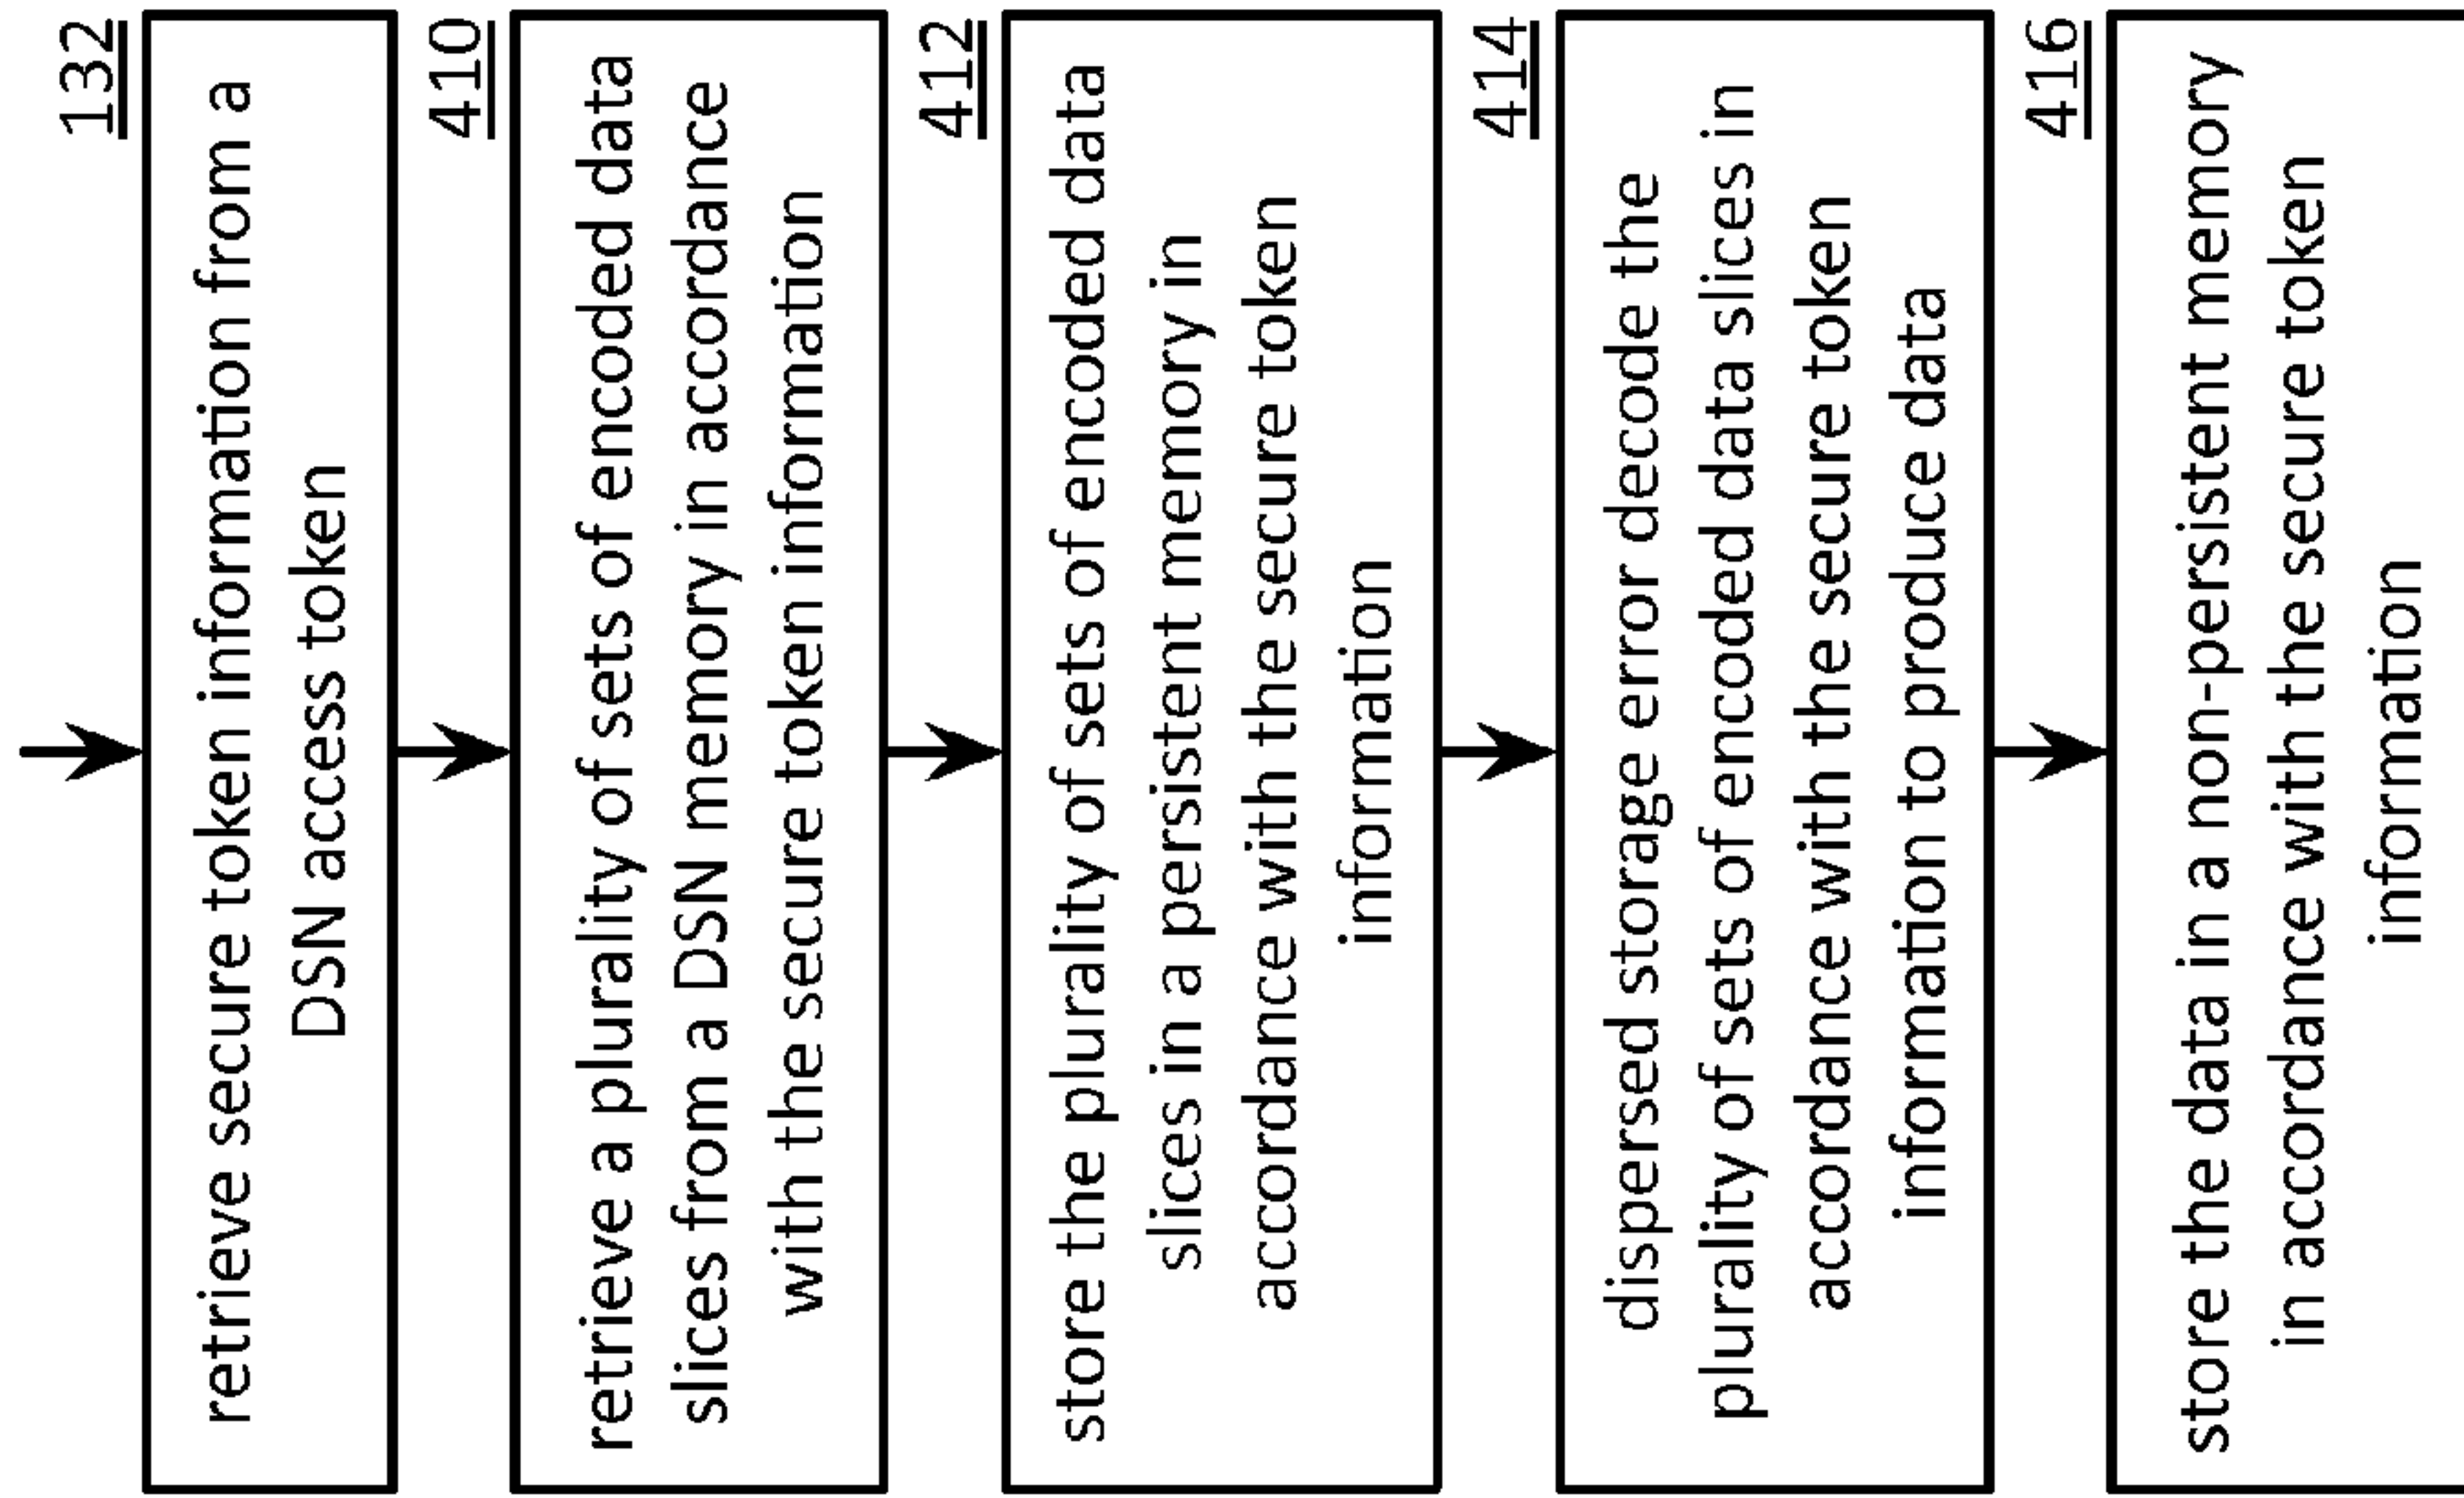 132
retrieve secure token information from a
DSN access token
410
retrieve a plurality of sets of encoded data
slices from a DSN memory in accordance
with the secure token information
412
store the plurality of sets of encoded data
slices in a persistent memory in
accordance with the secure token
information
414
dispersed storage error decode the
plurality of sets of encoded data slices in
accordance with the secure token
information to produce data
416
store the data in a non-persistent memory
in accordance with the secure token
information